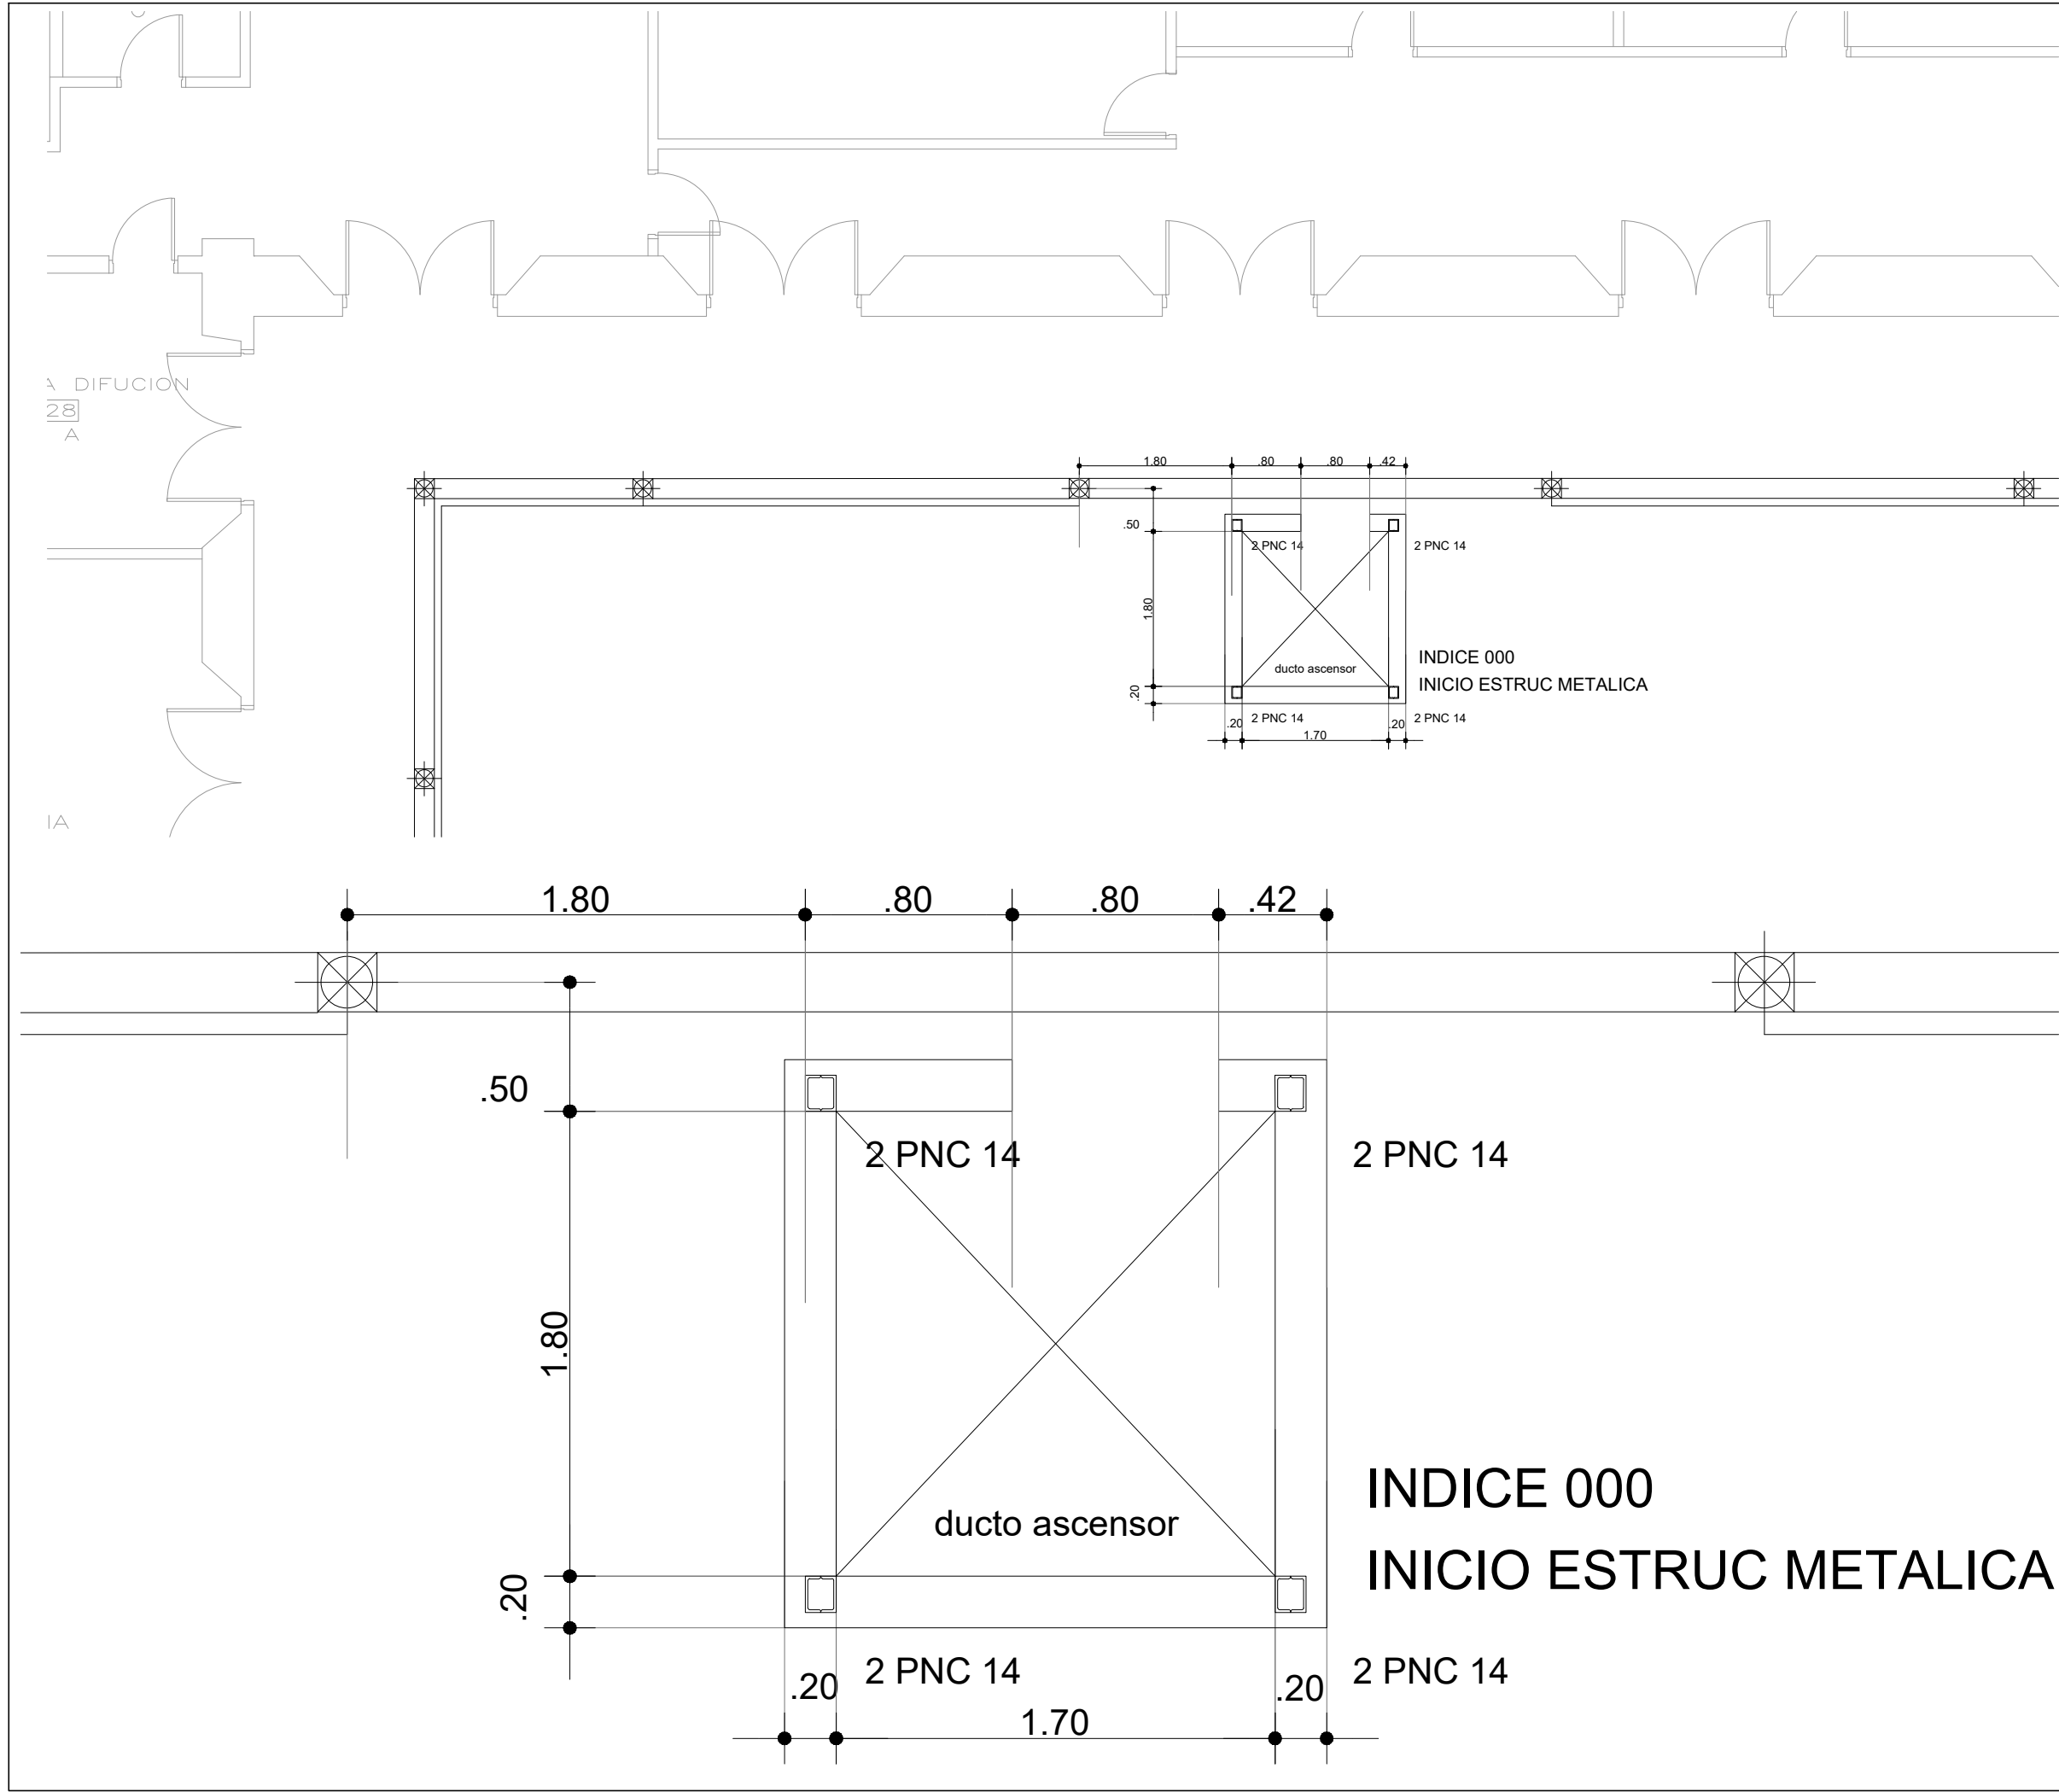 DIFUCION
28
A
1.80 .80 .80 .42
.50
2 PNC 14 2 PNC 14
1.80
INDICE 000
ducto ascensor
INICIO ESTRUC METALICA
.20
2 PNC 14 2 PNC 14
.20 .20
1.70
IA
1.80 .80 .80 .42
.50
2 PNC 14 2 PNC 14
1.80
INDICE 000
ducto ascensor
INICIO ESTRUC METALICA
.20
2 PNC 14 2 PNC 14
.20 .20
1.70